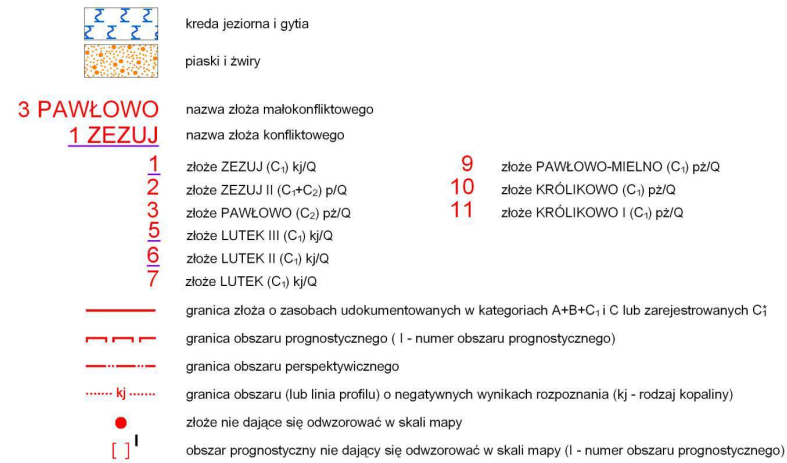 kreda jeziorna i gytia
piaski i żwiry
3 PAWŁOWO nazwa złoża małokonfliktowego
1 ZEZUJ nazwa złoża konfliktowego
1 złoże ZEZUJ (C₁) kj/Q
2 złoże ZEZUJ II (C₁+C₂) p/Q
3 złoże PAWŁOWO (C₂) pż/Q
5 złoże LUTEK III (C₁) kj/Q
6 złoże LUTEK II (C₁) kj/Q
7 złoże LUTEK (C₁) kj/Q
9 złoże PAWŁOWO-MIELNO (C₁) pż/Q
10 złoże KRÓLIKOWO (C₁) pż/Q
11 złoże KRÓLIKOWO I (C₁) pż/Q
granica złoża o zasobach udokumentowanych w kategoriach A+B+C₁ i C lub zarejestrowanych C₁*
granica obszaru prognostycznego ( I - numer obszaru prognostycznego)
granica obszaru perspektywicznego
kj granica obszaru (lub linia profilu) o negatywnych wynikach rozpoznania (kj - rodzaj kopaliny)
złoże nie dające się odwzorować w skali mapy
[ ] I obszar prognostyczny nie dający się odwzorować w skali mapy (I - numer obszaru prognostycznego)